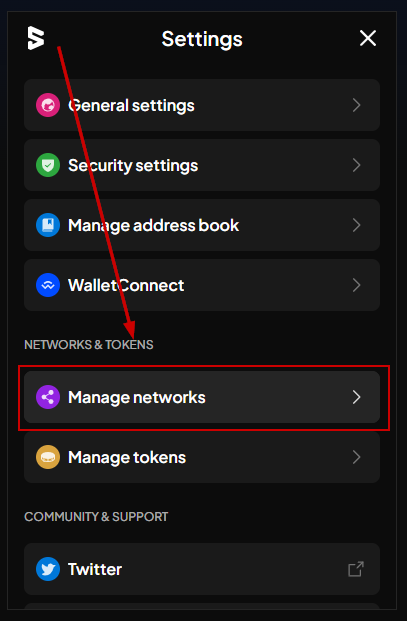 Settings
General settings
Security settings
Manage address book
WalletConnect
NETWORKS & TOKENS
Manage networks
Manage tokens
COMMUNITY & SUPPORT
Twitter